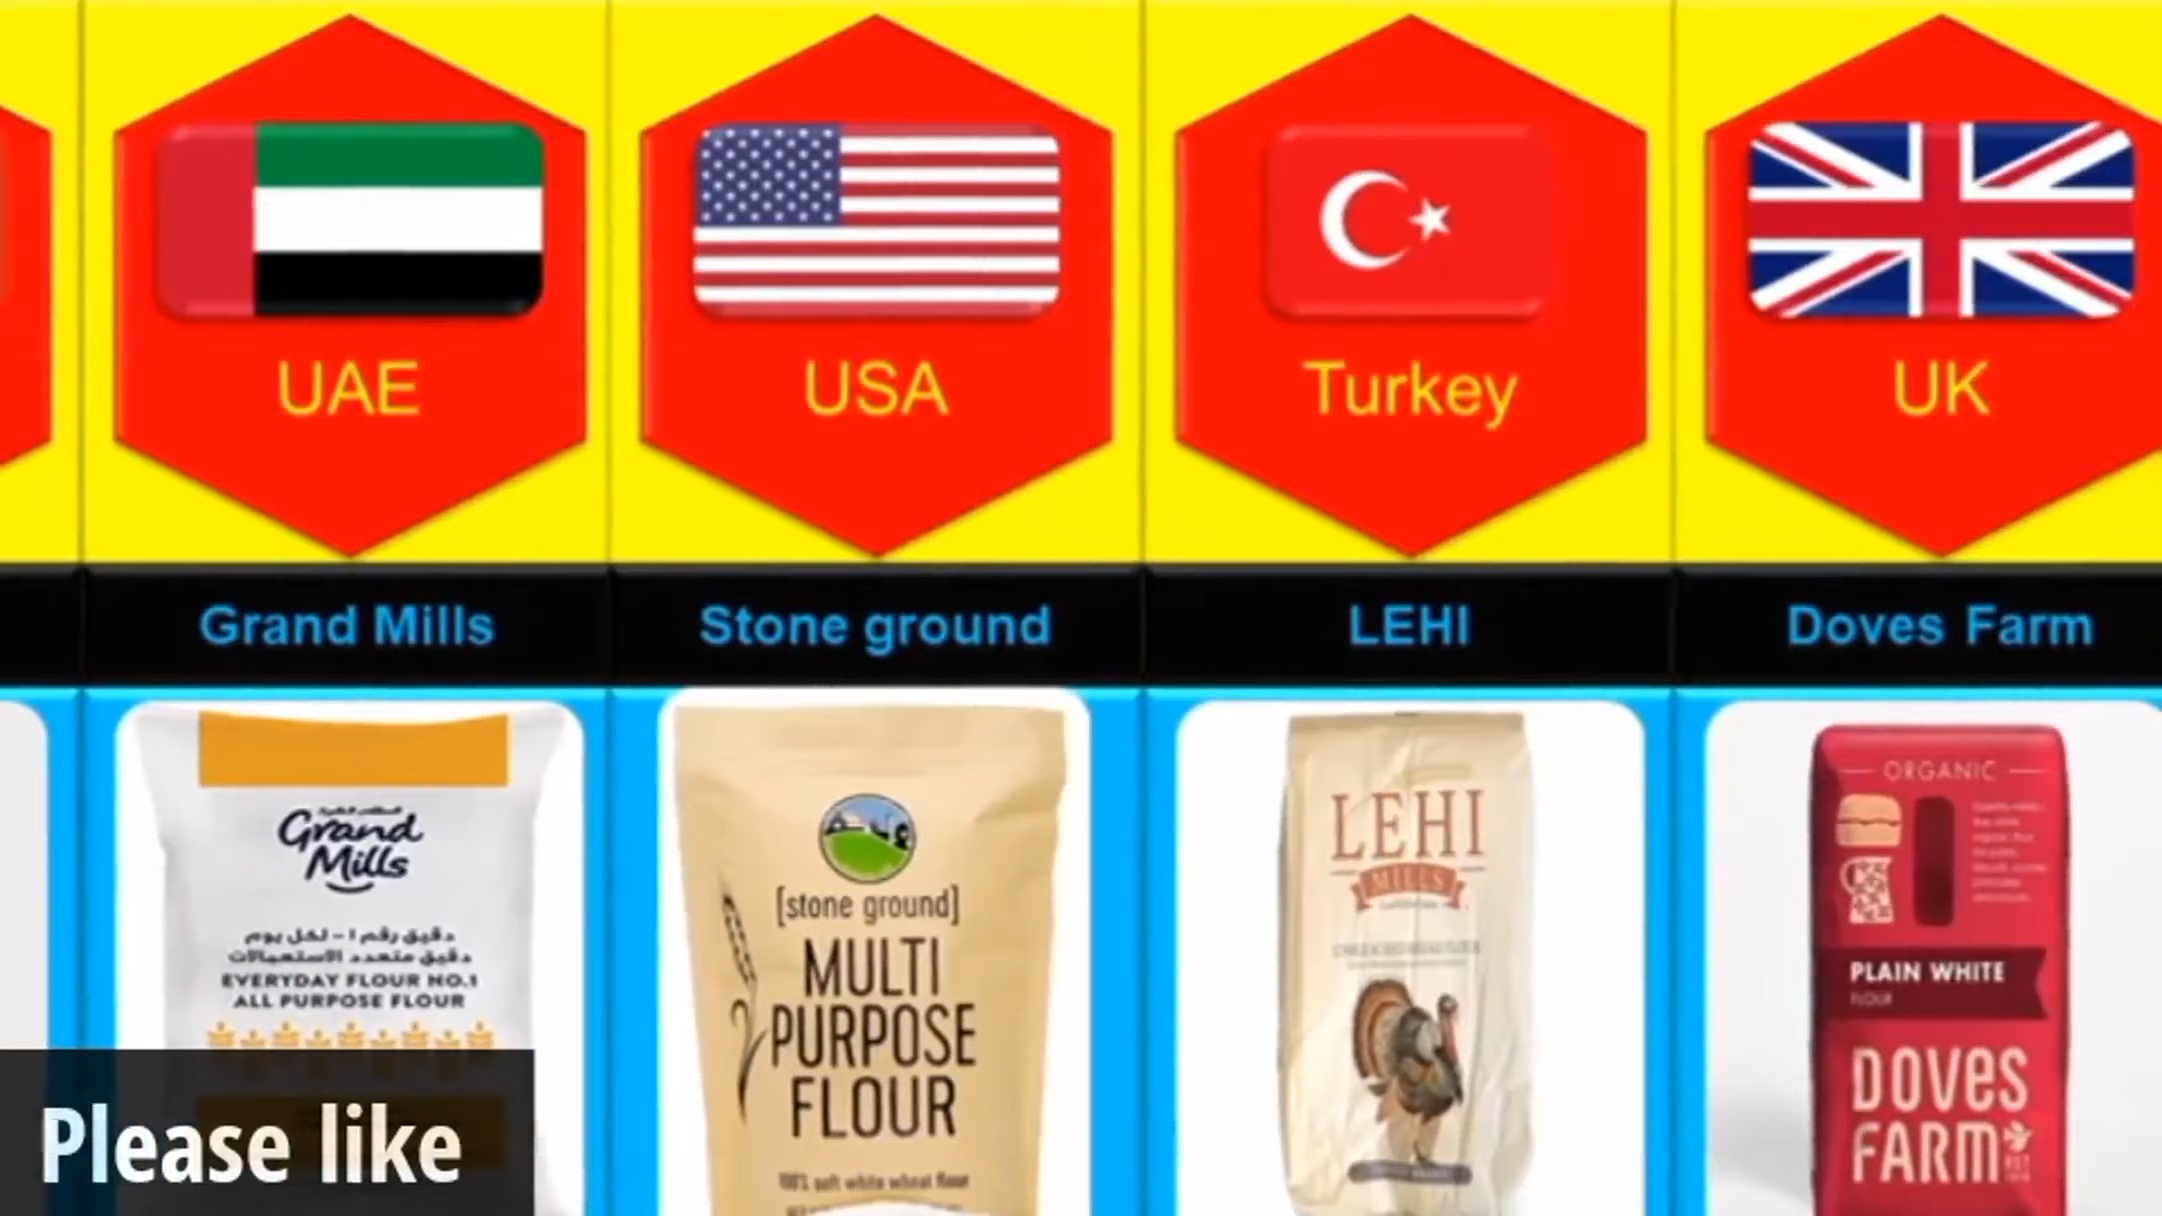 UAE
USA
Turkey
UK
Grand Mills
Stone ground
LEHI
Doves Farm
Grand
Mills
دقيق رقم ١ - لكل يوم
دقيق متعدد الاستعمالات
EVERYDAY FLOUR NO.1
ALL PURPOSE FLOUR
[stone ground]
MULTI
PURPOSE
FLOUR
100% soft white wheat flour
LEHI
MILLS
ORGANIC
PLAIN WHITE
FLOUR
DOVES
FARM
Please like